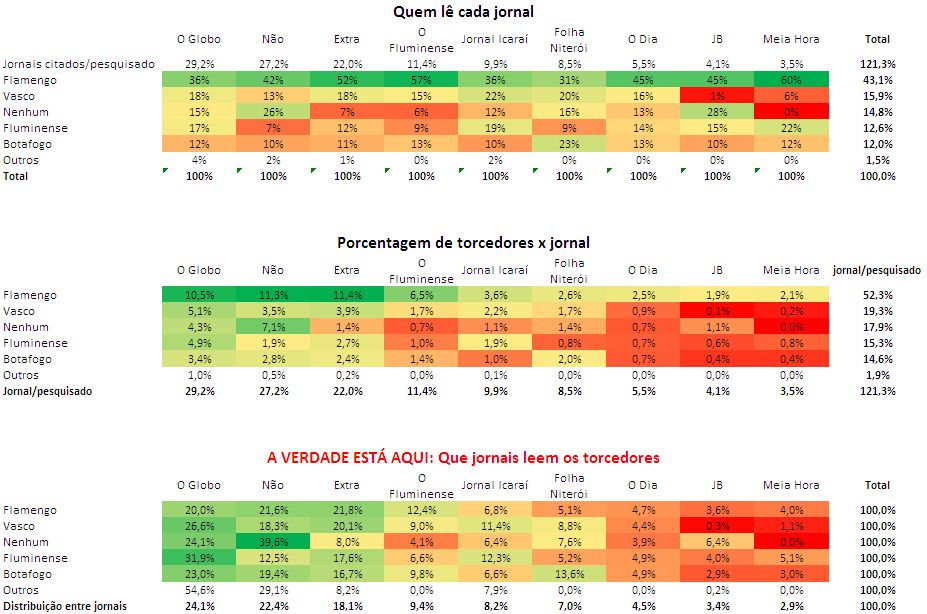 Quem lê cada jornal
O Globo Não Extra O Fluminense Jornal Icaraí Folha Niterói O Dia JB Meia Hora Total
Jornais citados/pesquisado 29,2% 27,2% 22,0% 11,4% 9,9% 8,5% 5,5% 4,1% 3,5% 121,3%
Flamengo 36% 42% 52% 57% 36% 31% 45% 45% 60% 43,1%
Vasco 18% 13% 18% 15% 22% 20% 16% 1% 6% 15,9%
Nenhum 15% 26% 7% 6% 12% 16% 13% 28% 0% 14,8%
Fluminense 17% 7% 12% 9% 19% 9% 14% 15% 22% 12,6%
Botafogo 12% 10% 11% 13% 10% 23% 13% 10% 12% 12,0%
Outros 4% 2% 1% 0% 2% 0% 0% 0% 0% 1,5%
Total 100% 100% 100% 100% 100% 100% 100% 100% 100% 100,0%
Porcentagem de torcedores x jornal
O Globo Não Extra O Fluminense Jornal Icaraí Folha Niterói O Dia JB Meia Hora jornal/pesquisado
Flamengo 10,5% 11,3% 11,4% 6,5% 3,6% 2,6% 2,5% 1,9% 2,1% 52,3%
Vasco 5,1% 3,5% 3,9% 1,7% 2,2% 1,7% 0,9% 0,1% 0,2% 19,3%
Nenhum 4,3% 7,1% 1,4% 0,7% 1,1% 1,4% 0,7% 1,1% 0,0% 17,9%
Fluminense 4,9% 1,9% 2,7% 1,0% 1,9% 0,8% 0,7% 0,6% 0,8% 15,3%
Botafogo 3,4% 2,8% 2,4% 1,4% 1,0% 2,0% 0,7% 0,4% 0,4% 14,6%
Outros 1,0% 0,5% 0,2% 0,0% 0,1% 0,0% 0,0% 0,0% 0,0% 1,9%
Jornal/pesquisado 29,2% 27,2% 22,0% 11,4% 9,9% 8,5% 5,5% 4,1% 3,5% 121,3%
A VERDADE ESTÁ AQUI: Que jornais leem os torcedores
O Globo Não Extra O Fluminense Jornal Icaraí Folha Niterói O Dia JB Meia Hora Total
Flamengo 20,0% 21,6% 21,8% 12,4% 6,8% 5,1% 4,7% 3,6% 4,0% 100,0%
Vasco 26,6% 18,3% 20,1% 9,0% 11,4% 8,8% 4,4% 0,3% 1,1% 100,0%
Nenhum 24,1% 39,6% 8,0% 4,1% 6,4% 7,6% 3,9% 6,4% 0,0% 100,0%
Fluminense 31,9% 12,5% 17,6% 6,6% 12,3% 5,2% 4,9% 4,0% 5,1% 100,0%
Botafogo 23,0% 19,4% 16,7% 9,8% 6,6% 13,6% 4,9% 2,9% 3,0% 100,0%
Outros 54,6% 29,1% 8,2% 0,0% 7,9% 0,0% 0,0% 0,2% 0,0% 100,0%
Distribuição entre jornais 24,1% 22,4% 18,1% 9,4% 8,2% 7,0% 4,5% 3,4% 2,9% 100,0%